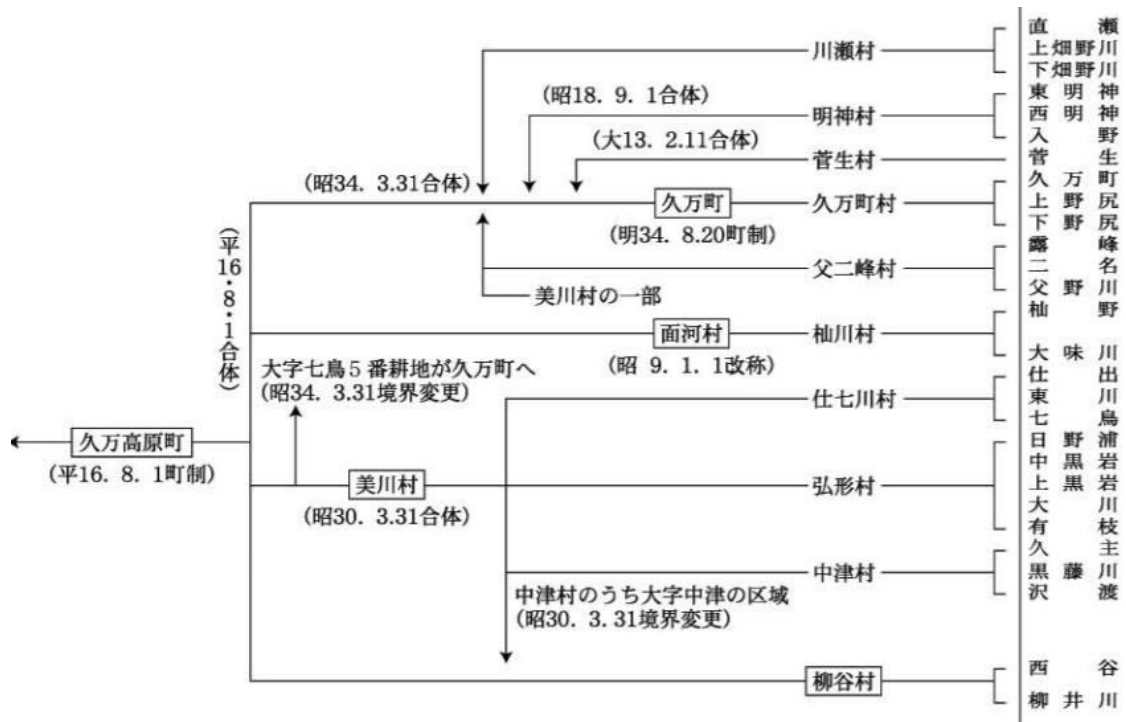 直瀬
川瀬村
上畑野川
下畑野川
(昭18. 9. 1合体)
東明神
明神村
西明神
(大13. 2.11合体)
入野
菅生村
菅生
(昭34. 3.31合体)
久万町
久万町
久万町村
上野尻
(明34. 8.20町制)
下野尻
露峰
父二峰村
二名
美川村の一部
父野川
(平16・8・1合体)
杣野
面河村
杣川村
(昭 9. 1. 1改称)
大味川
大字七鳥5番耕地が久万町へ
(昭34. 3.31境界変更)
仕出
仕七川村
東川
七鳥
久万高原町
(平16. 8. 1町制)
日野浦
中黒岩
美川村
弘形村
上黒岩
(昭30. 3.31合体)
大川
有枝
久主
中津村
黒藤川
中津村のうち大字中津の区域
沢渡
(昭30. 3.31境界変更)
西谷
柳谷村
柳井川